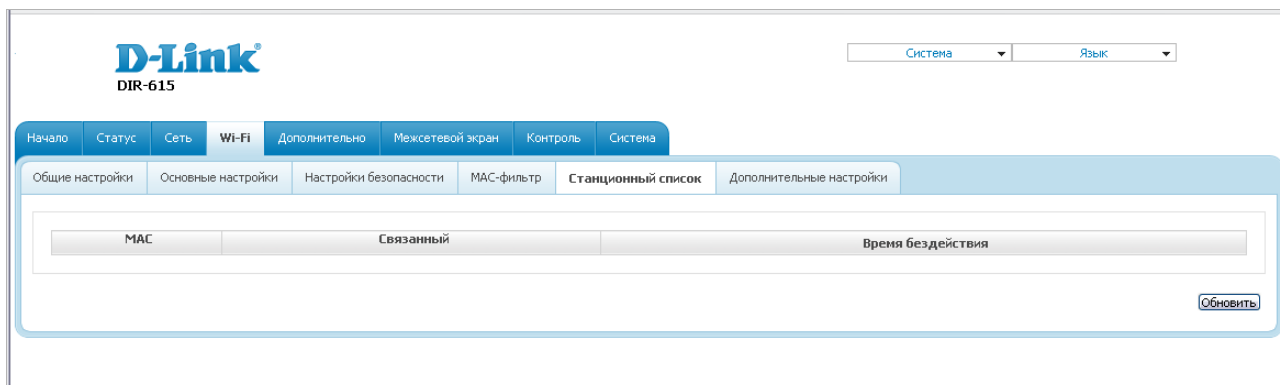 D-Link®
DIR-615
Система Язык
Начало Статус Сеть Wi-Fi Дополнительно Межсетевой экран Контроль Система
Общие настройки Основные настройки Настройки безопасности MAC-фильтр Станционный список Дополнительные настройки
MAC Связанный Время бездействия
Обновить